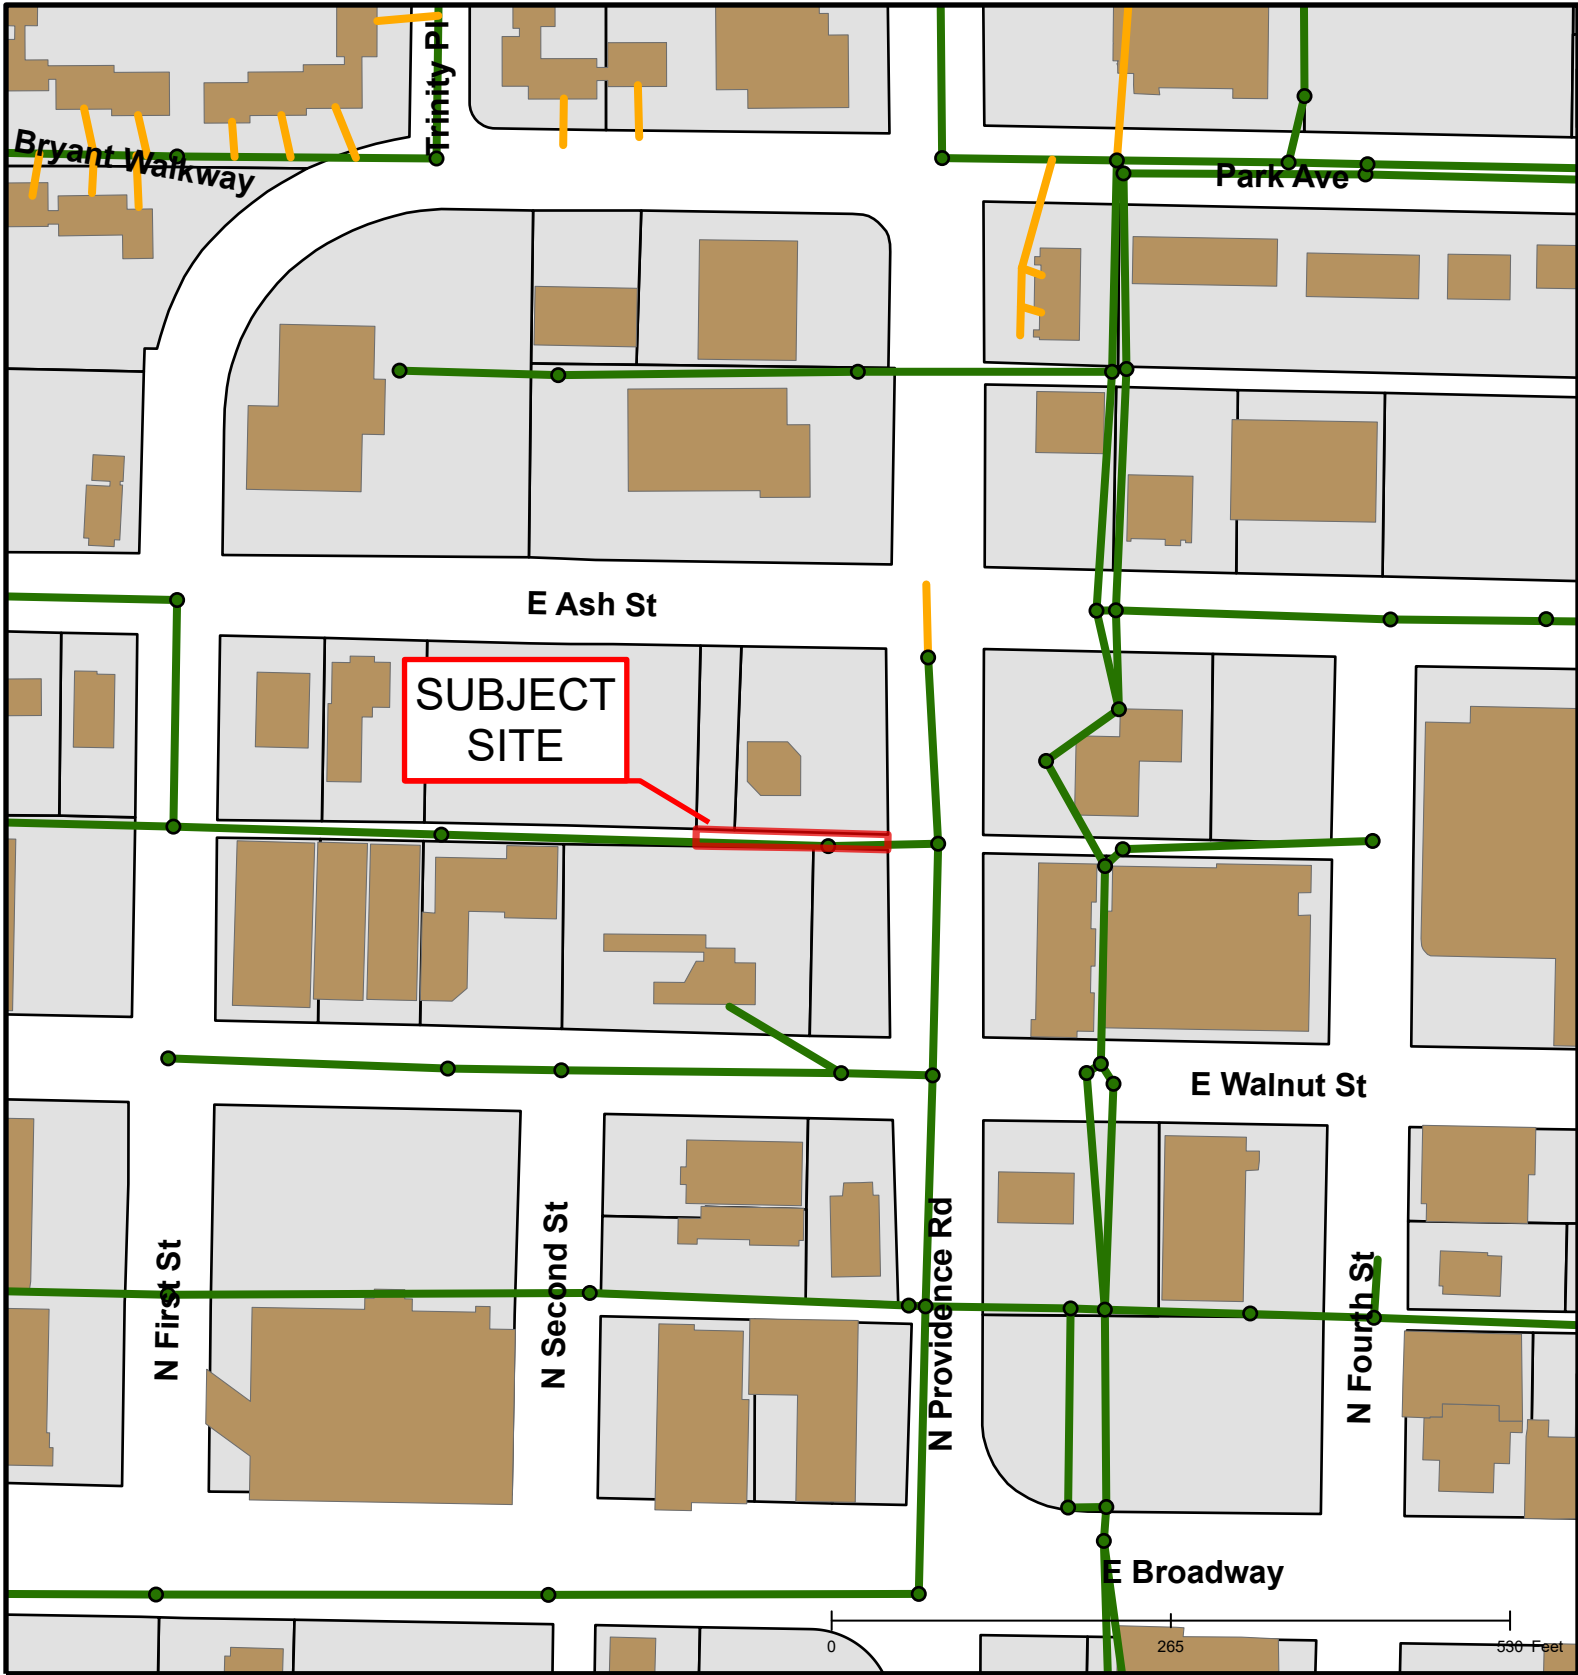 Trinity Pl
Bryant Walkway
Park Ave
E Ash St
SUBJECT
SITE
E Walnut St
N First St
N Second St
N Providence Rd
N Fourth St
E Broadway
0 265 530 Feet